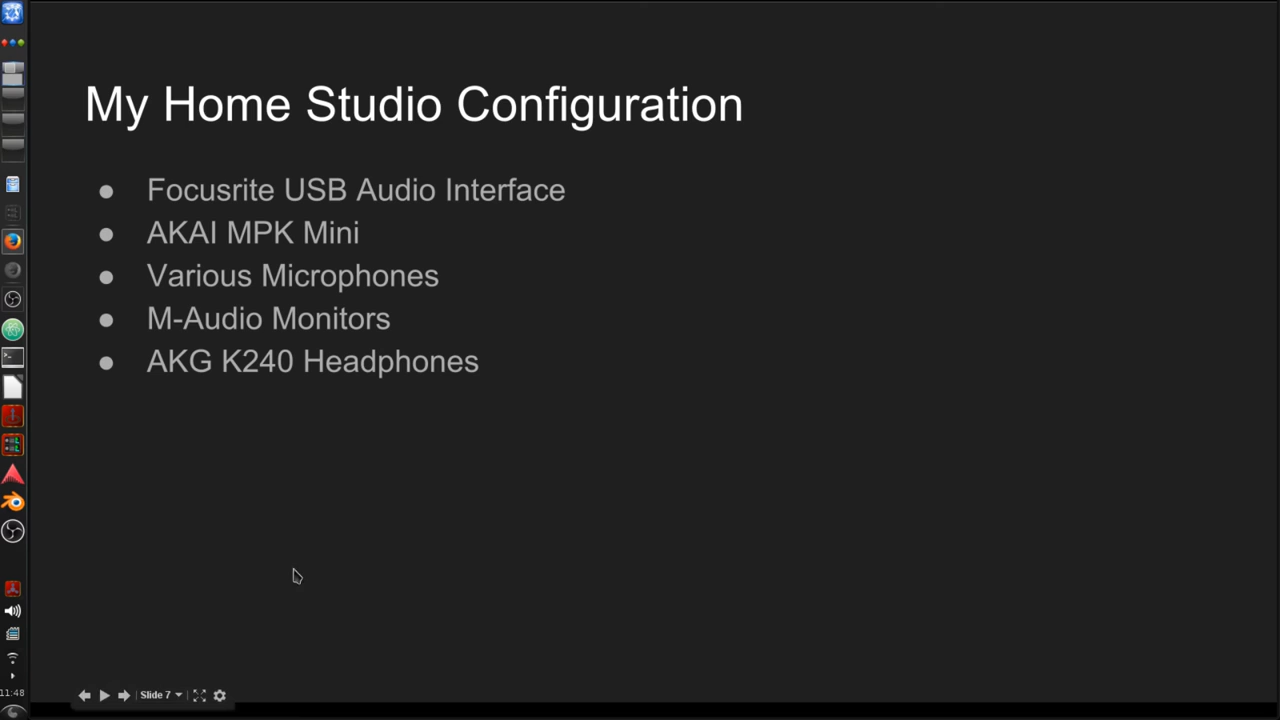 My Home Studio Configuration
● Focusrite USB Audio Interface
● AKAI MPK Mini
● Various Microphones
● M-Audio Monitors
● AKG K240 Headphones
Slide 7
11:48